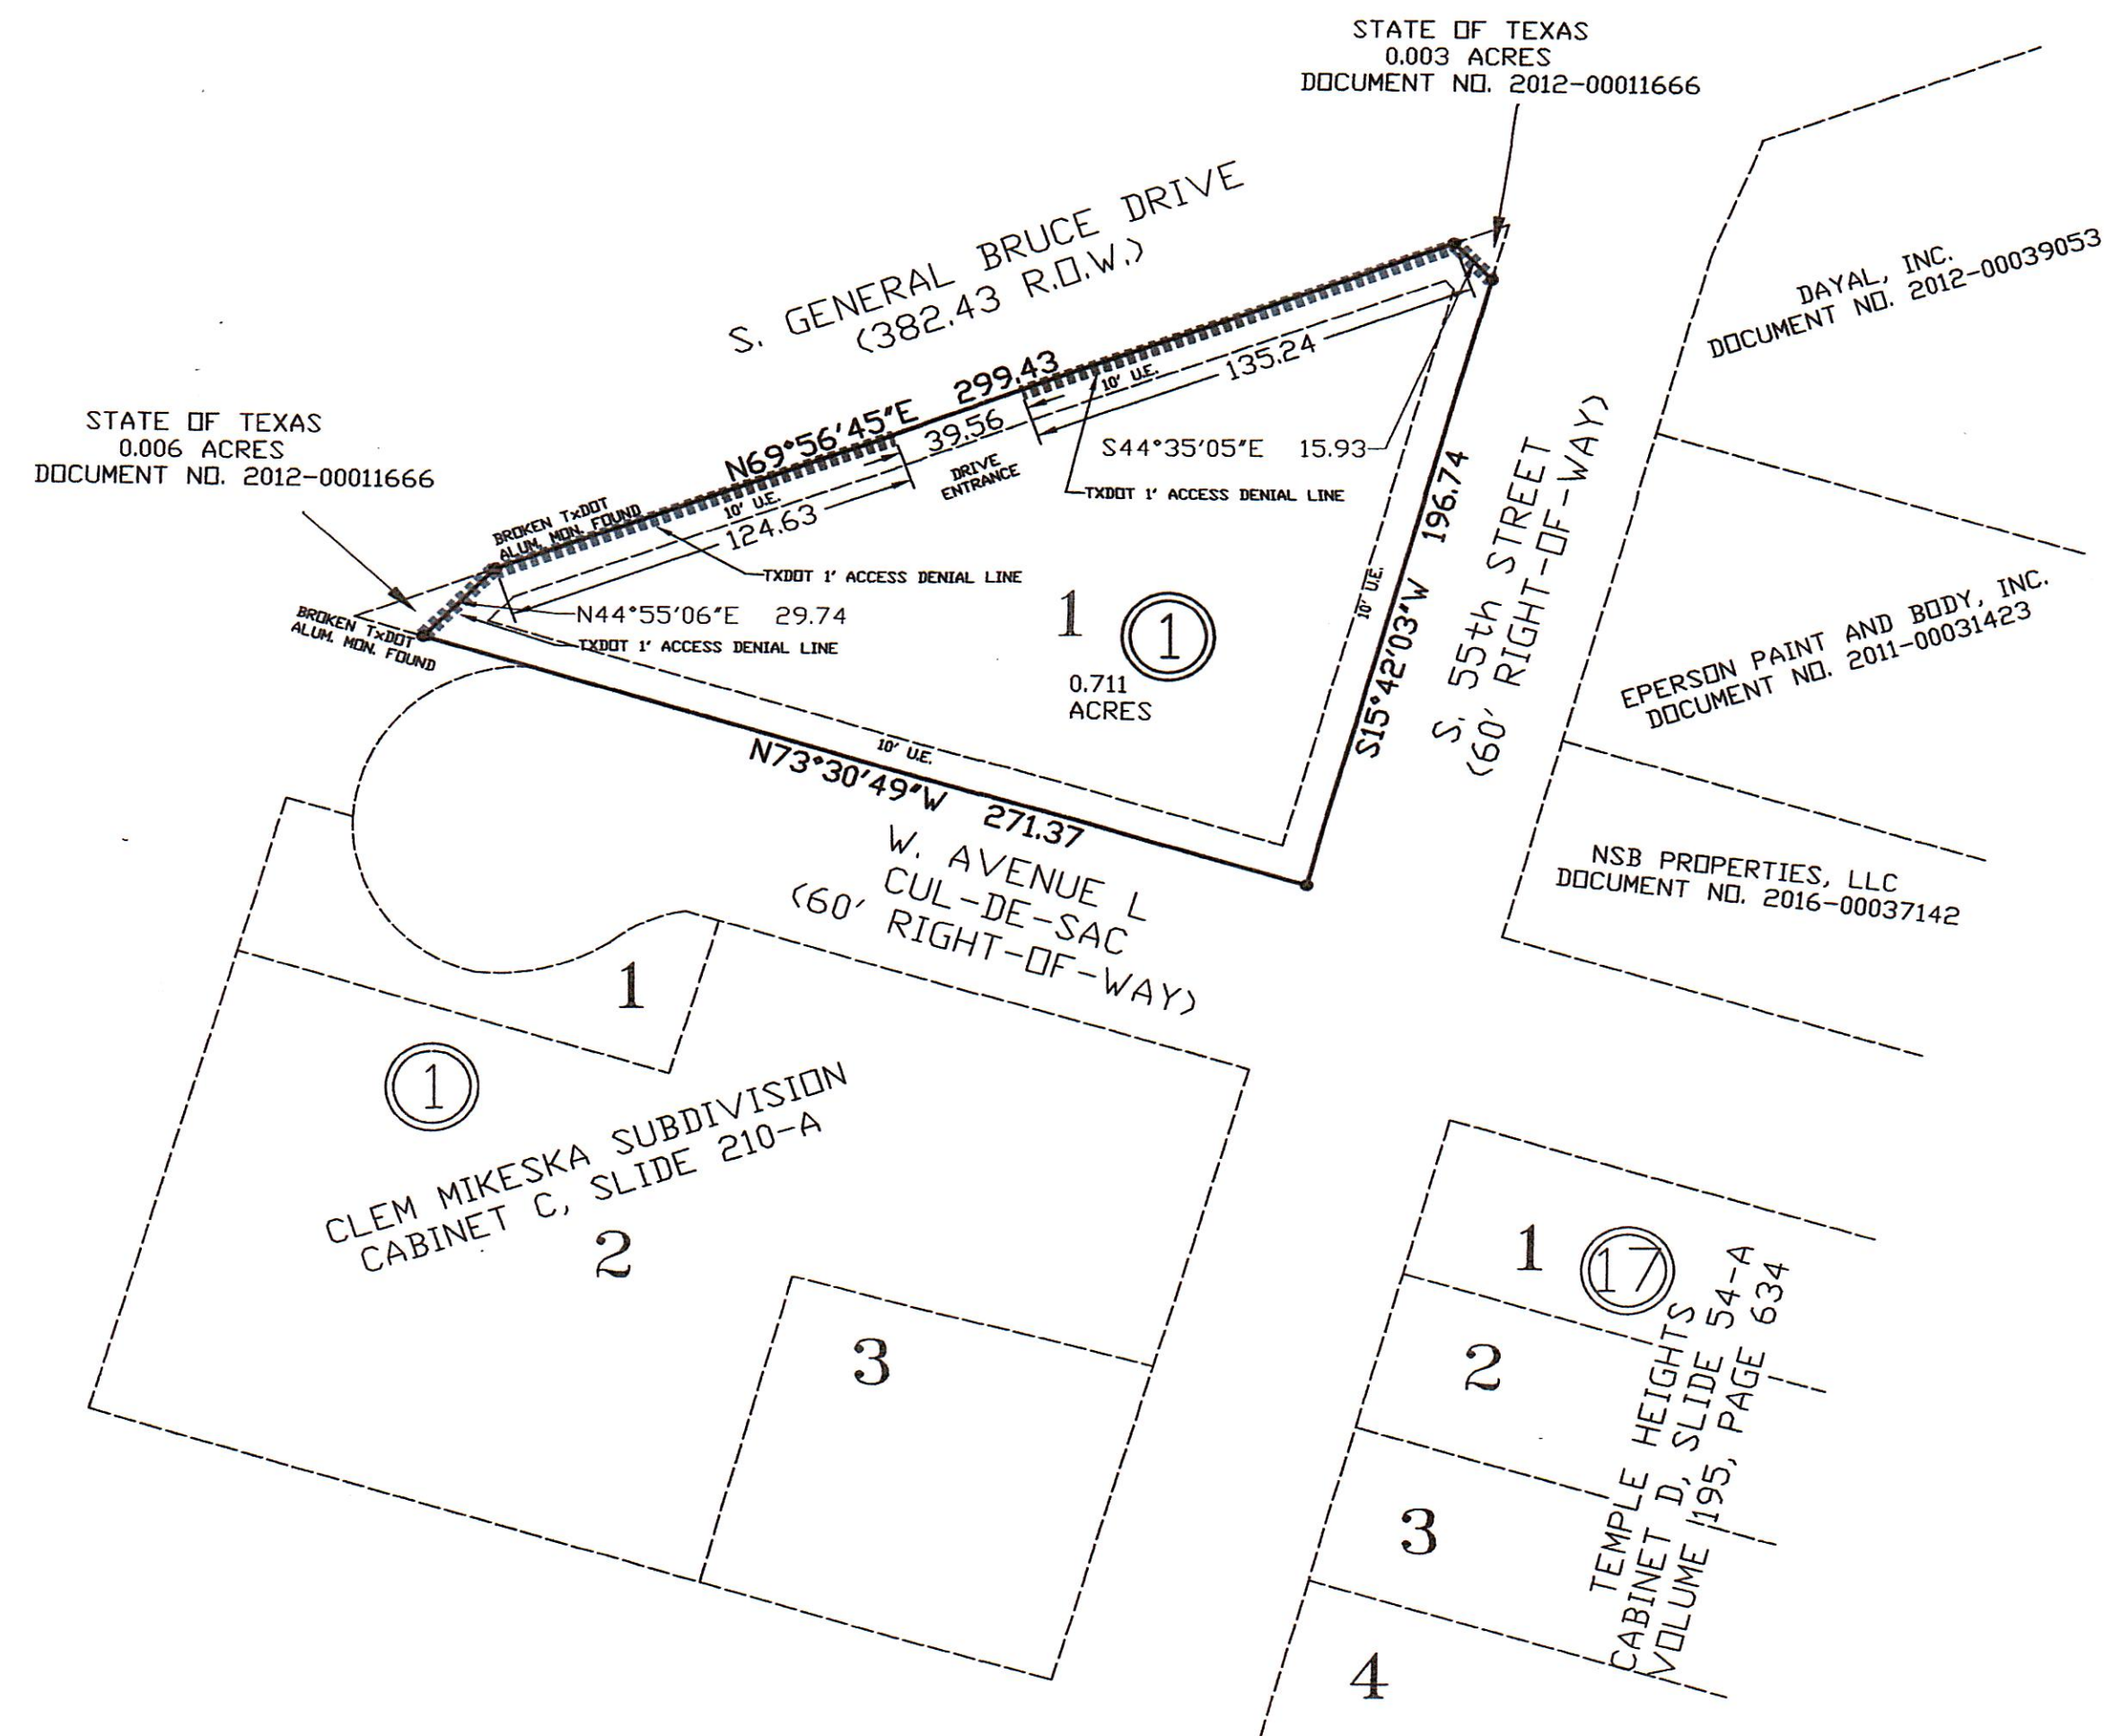 STATE OF TEXAS
0.003 ACRES
DOCUMENT NO. 2012-00011666
S. GENERAL BRUCE DRIVE
(382.43 R.O.W.)
DAYAL, INC.
DOCUMENT NO. 2012-00039053
STATE OF TEXAS
0.006 ACRES
DOCUMENT NO. 2012-00011666
N69°56'45"E 299.43
10' U.E.
135.24
39.56
DRIVE
ENTRANCE
S44°35'05"E 15.93
TXDOT 1' ACCESS DENIAL LINE
BROKEN TxDOT
ALUM. MON. FOUND
10' U.E.
124.63
TXDOT 1' ACCESS DENIAL LINE
N44°55'06"E 29.74
TXDOT 1' ACCESS DENIAL LINE
BROKEN TxDOT
ALUM. MON. FOUND
1
1
0.711
ACRES
10' U.E.
S15°42'03"W 196.74
S. 55th STREET
(60' RIGHT-OF-WAY)
EPERSON PAINT AND BODY, INC.
DOCUMENT NO. 2011-00031423
10' U.E.
N73°30'49"W 271.37
W. AVENUE L
CUL-DE-SAC
(60' RIGHT-OF-WAY)
NSB PROPERTIES, LLC
DOCUMENT NO. 2016-00037142
1
1
CLEM MIKESKA SUBDIVISION
CABINET C, SLIDE 210-A
2
3
1
17
2
3
4
TEMPLE HEIGHTS
CABINET D, SLIDE 54-A
VOLUME 195, PAGE 634